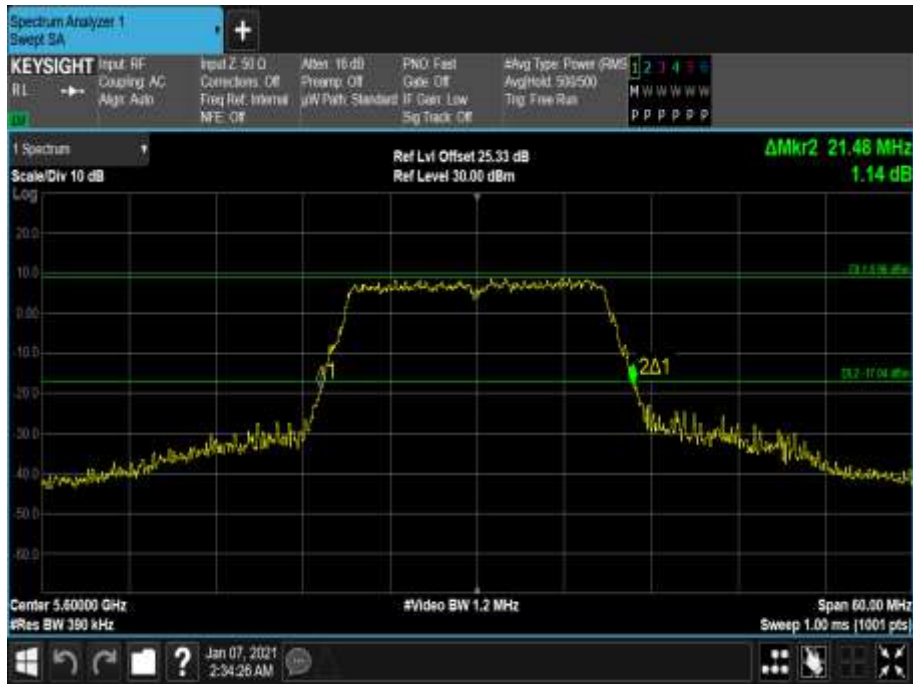 Spectrum Analyzer 1
Swept SA
+
KEYSIGHT Input: RF Input Z: 50 Ω Atten: 16 dB PNO: Fast #Avg Type: Power (RMS 1 2 3 4 5 6
RL Coupling: AC Corrections: Off Preamp: Off Gate: Off Avg|Hold: 500/500 M W W W W W
Align: Auto Freq Ref: Internal µW Path: Standard IF Gain: Low Trig: Free Run
NFE: Off Sig Track: Off P P P P P P
1 Spectrum
Ref Lvl Offset 25.33 dB
ΔMkr2 21.48 MHz
Scale/Div 10 dB
Ref Level 30.00 dBm
1.14 dB
Log
20.0
10.0
0.00
-10.0
1
2Δ1
DL2 -17.04 dBm
-20.0
-30.0
-40.0
-50.0
-60.0
Center 5.60000 GHz
#Video BW 1.2 MHz
Span 60.00 MHz
#Res BW 390 kHz
Sweep 1.00 ms (1001 pts)
?
Jan 07, 2021
2:34:26 AM